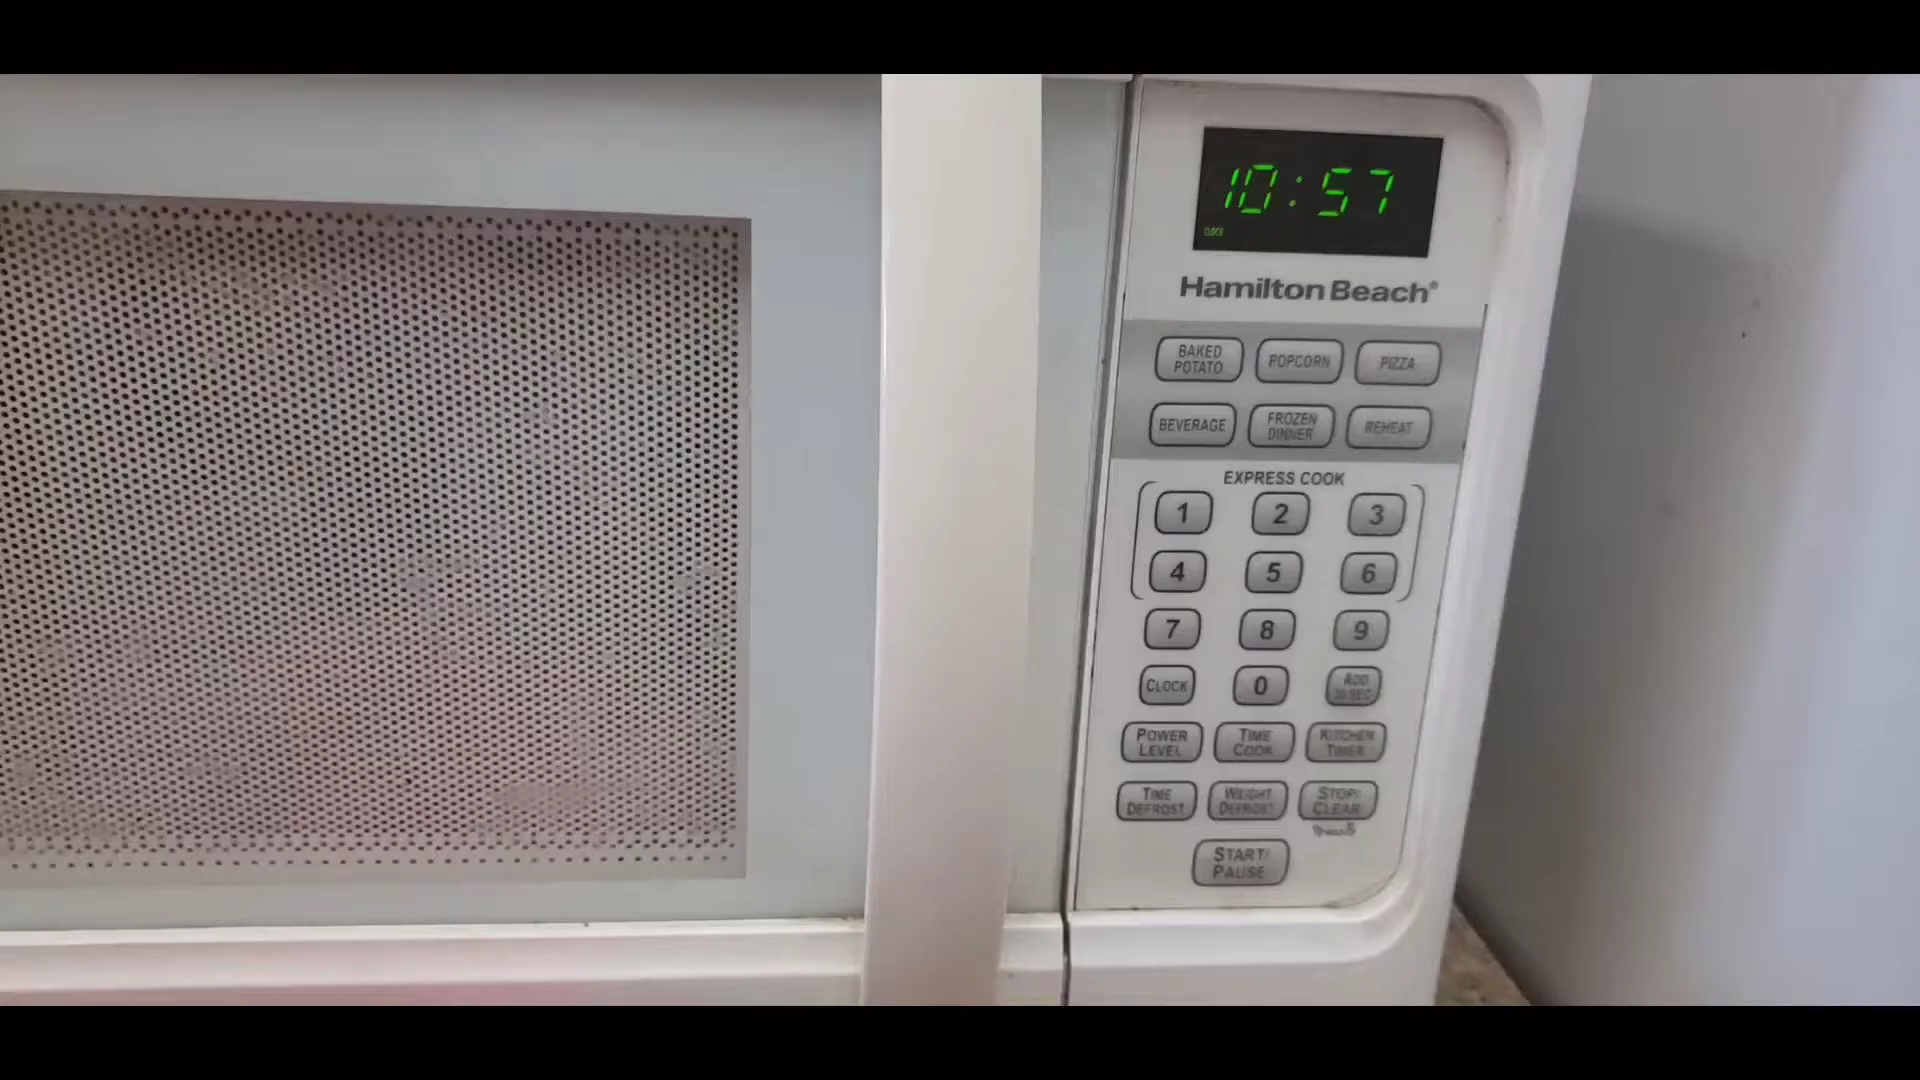 10:57
CLOCK
Hamilton Beach®
BAKED POTATO
POPCORN
PIZZA
BEVERAGE
FROZEN DINNER
REHEAT
EXPRESS COOK
1 2 3
4 5 6
7 8 9
CLOCK
0
ADD 30 SEC
POWER LEVEL
TIME COOK
KITCHEN TIMER
TIME DEFROST
WEIGHT DEFROST
STOP/ CLEAR
START/ PAUSE